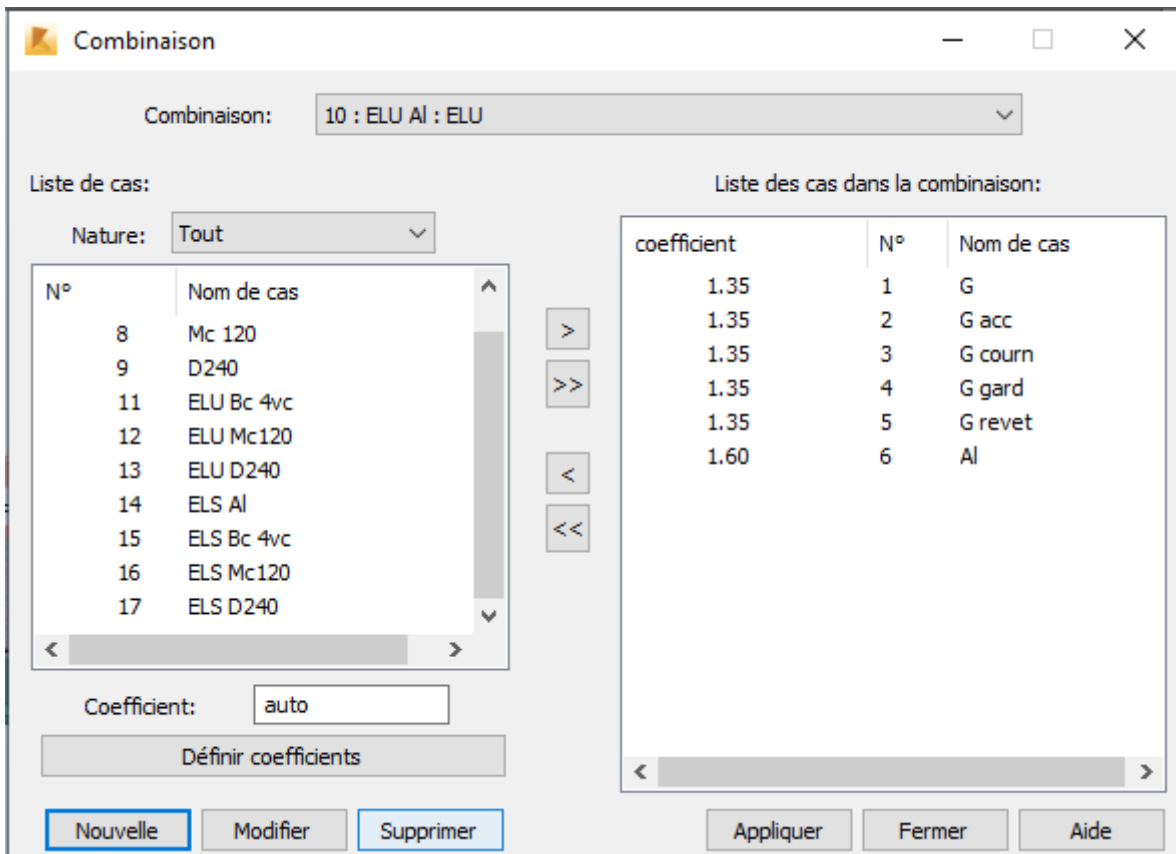 Combinaison
Combinaison: 10 : ELU Al : ELU
Liste de cas:
Nature: Tout
N° Nom de cas
8 Mc 120
9 D240
11 ELU Bc 4vc
12 ELU Mc120
13 ELU D240
14 ELS Al
15 ELS Bc 4vc
16 ELS Mc120
17 ELS D240
Coefficient: auto
Définir coefficients
Nouvelle Modifier Supprimer
>
>>
<
<<
Liste des cas dans la combinaison:
coefficient N° Nom de cas
1.35 1 G
1.35 2 G acc
1.35 3 G courn
1.35 4 G gard
1.35 5 G revet
1.60 6 Al
Appliquer Fermer Aide